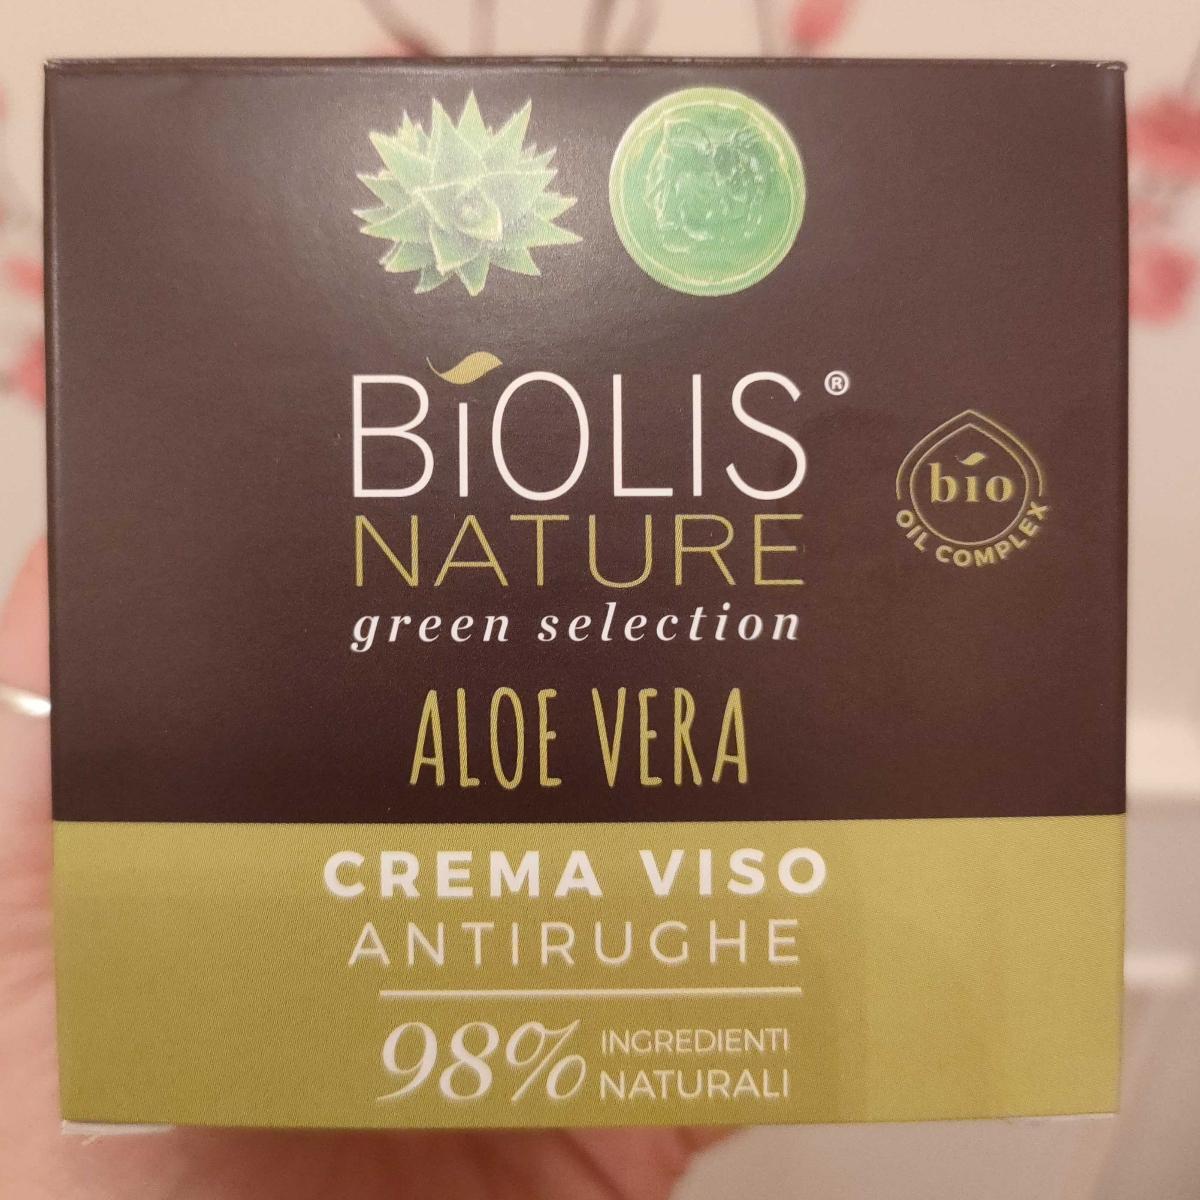 BiOLIS®
NATURE
green selection
bio
OIL COMPLEX
ALOE VERA
CREMA VISO
ANTIRUGHE
98% INGREDIENTI
NATURALI